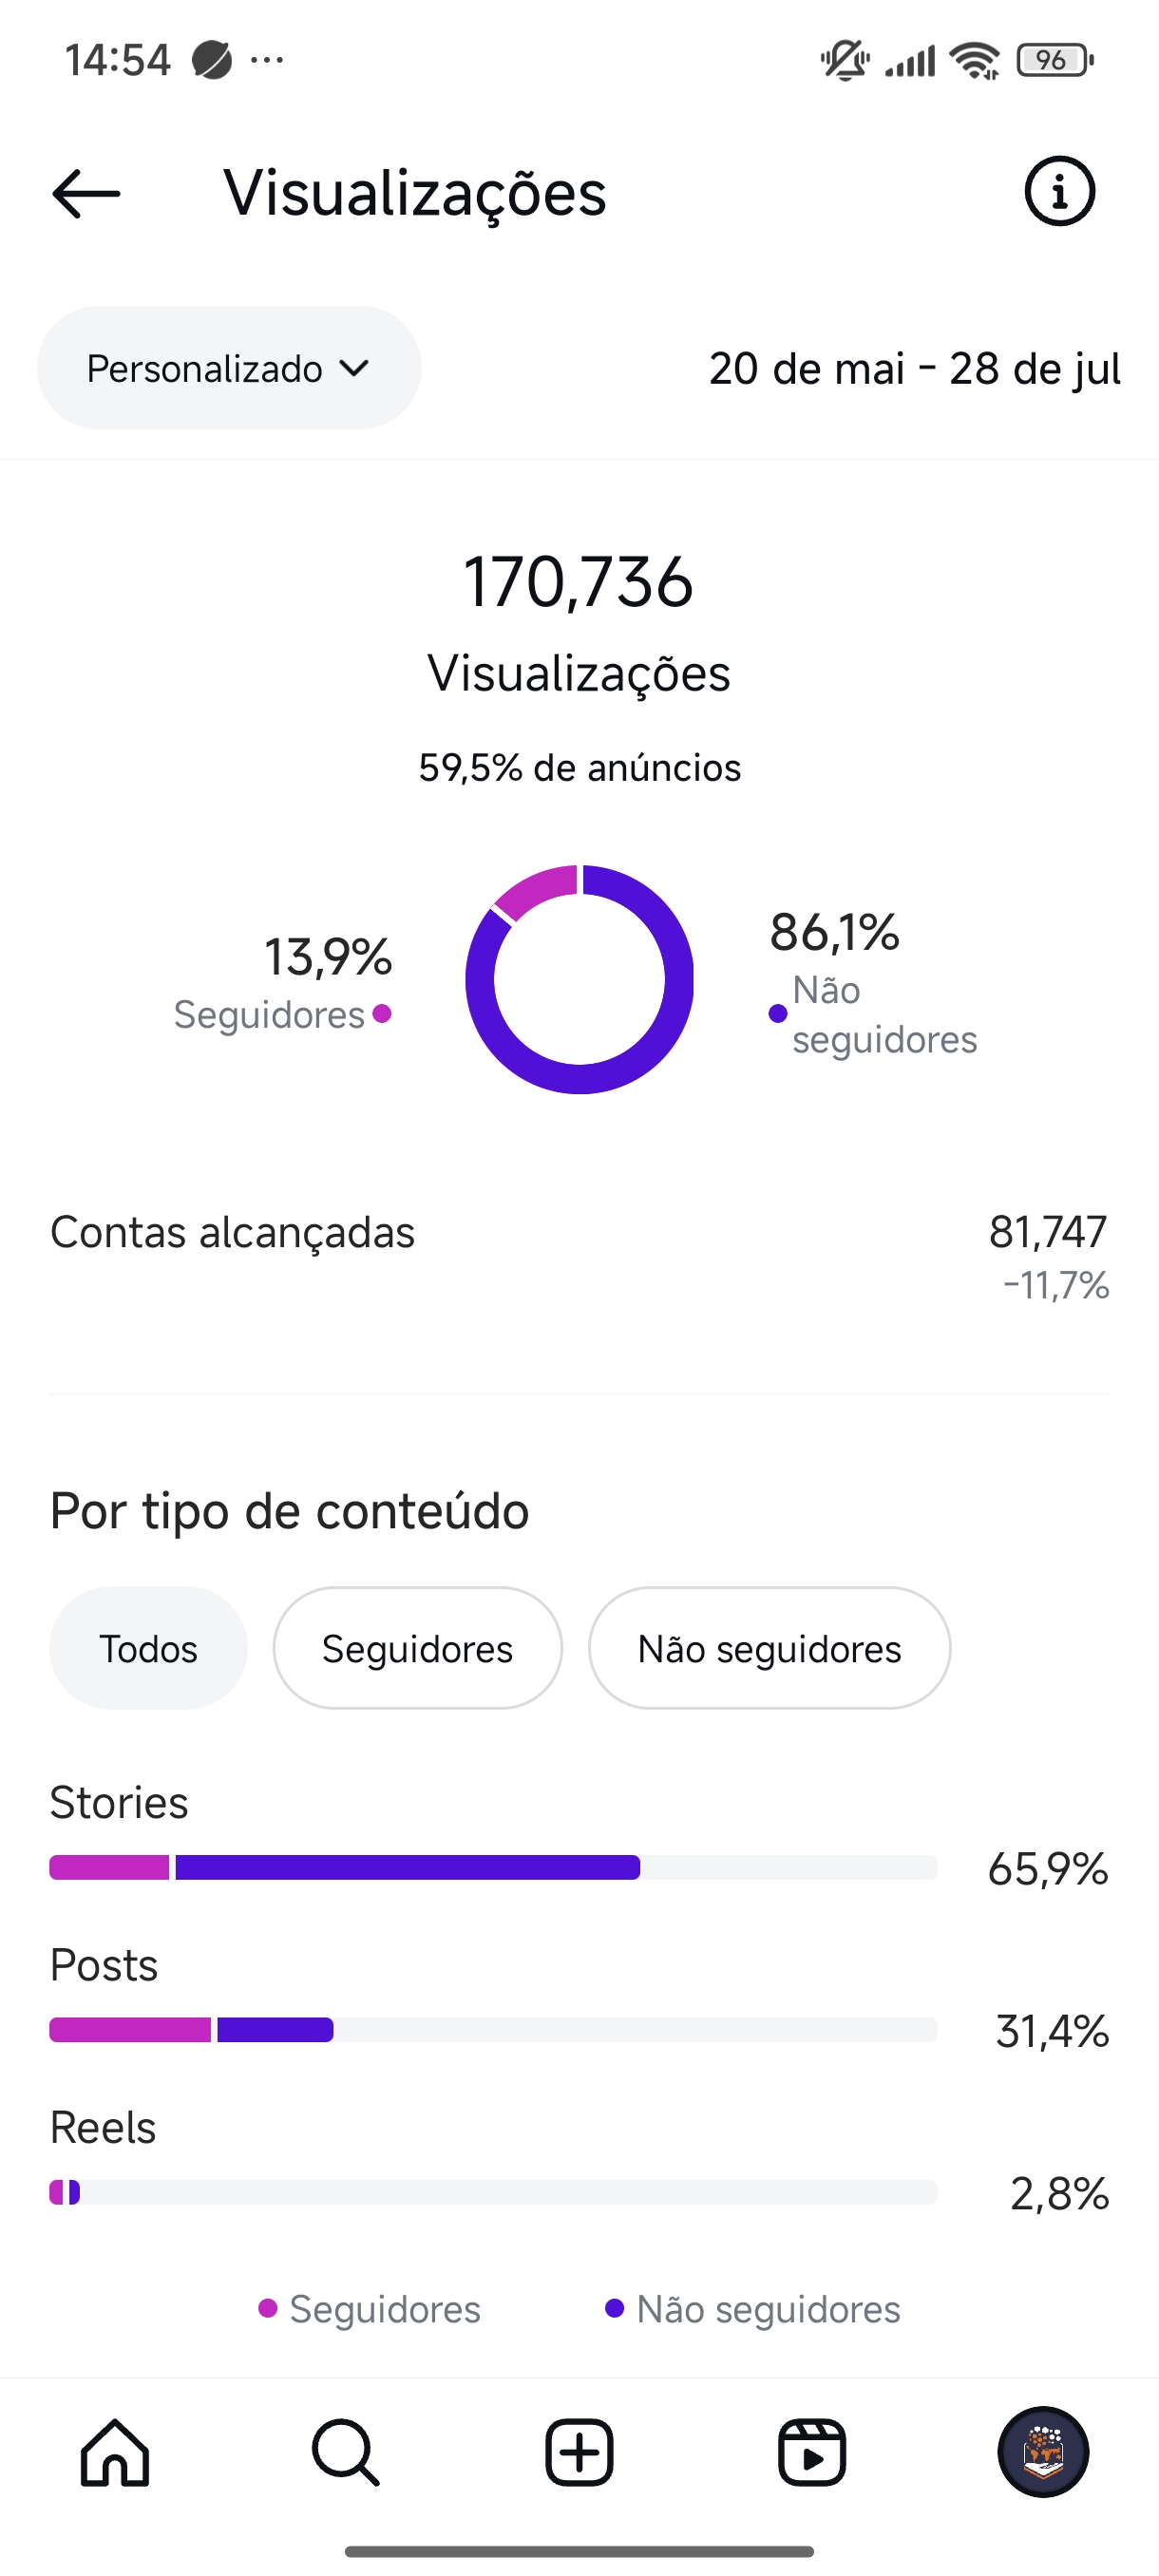 14:54 ...
96
Visualizações
Personalizado
20 de mai - 28 de jul
170,736
Visualizações
59,5% de anúncios
13,9%
Seguidores
86,1%
Não
seguidores
Contas alcançadas
81,747
-11,7%
Por tipo de conteúdo
Todos
Seguidores
Não seguidores
Stories
65,9%
Posts
31,4%
Reels
2,8%
Seguidores
Não seguidores